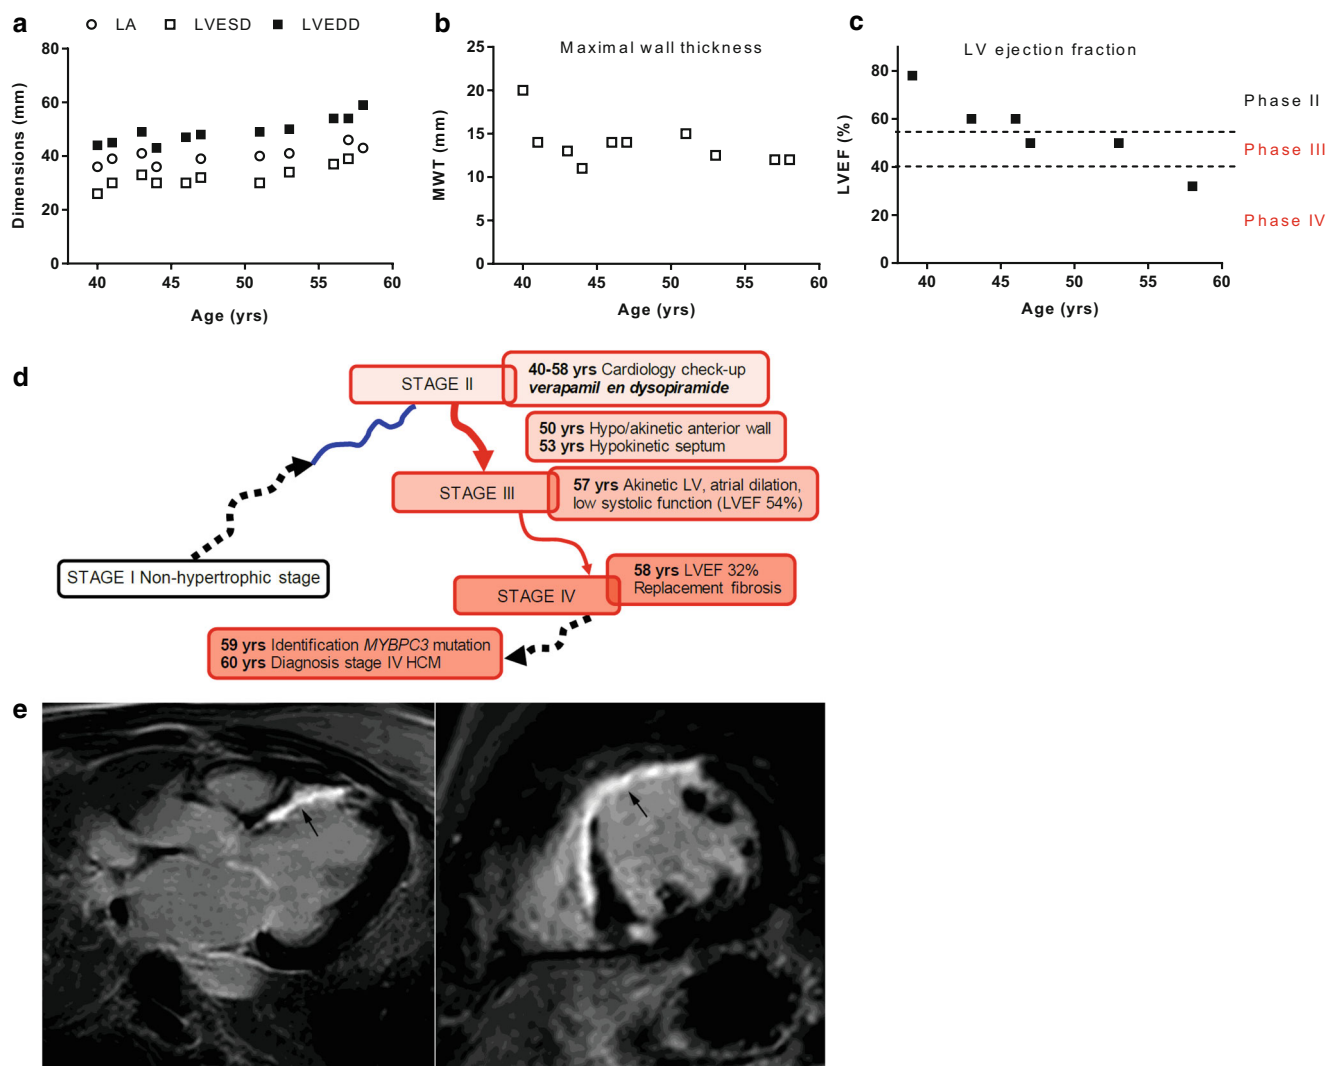 a
LA LVESD LVEDD
80
60
40
20
0
Dimensions (mm)
40 45 50 55 60
Age (yrs)
b
Maximal wall thickness
25
20
15
10
5
0
MWT (mm)
40 45 50 55 60
Age (yrs)
c
LV ejection fraction
80
60
40
20
0
LVEF (%)
40 45 50 55 60
Age (yrs)
Phase II
Phase III
Phase IV
d
STAGE II
40-58 yrs Cardiology check-up
verapamil en dysopiramide
50 yrs Hypo/akinetic anterior wall
53 yrs Hypokinetic septum
STAGE III
57 yrs Akinetic LV, atrial dilation,
low systolic function (LVEF 54%)
STAGE I Non-hypertrophic stage
STAGE IV
58 yrs LVEF 32%
Replacement fibrosis
59 yrs Identification MYBPC3 mutation
60 yrs Diagnosis stage IV HCM
e